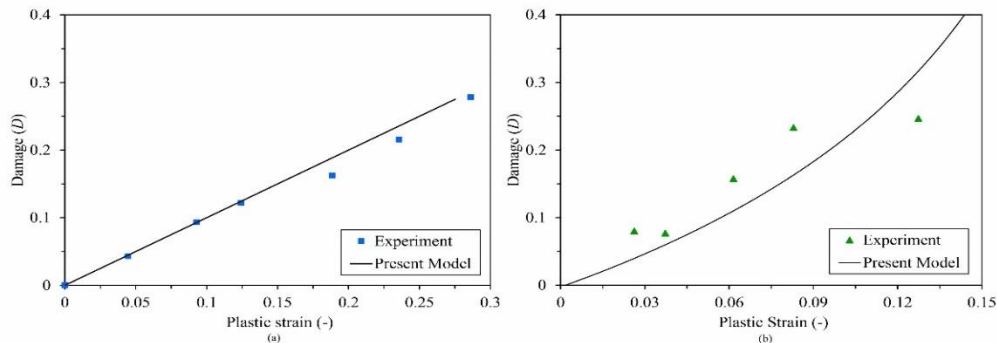 0.4
0.3
0.2
0.1
0
Damage (D)
0
0.05
0.1
0.15
0.2
0.25
0.3
Plastic strain (-)
(a)
Experiment
Present Model
0.4
0.3
0.2
0.1
0
Damage (D)
0.03
0.06
0.09
0.12
0.15
Plastic Strain (-)
(b)
Experiment
Present Model